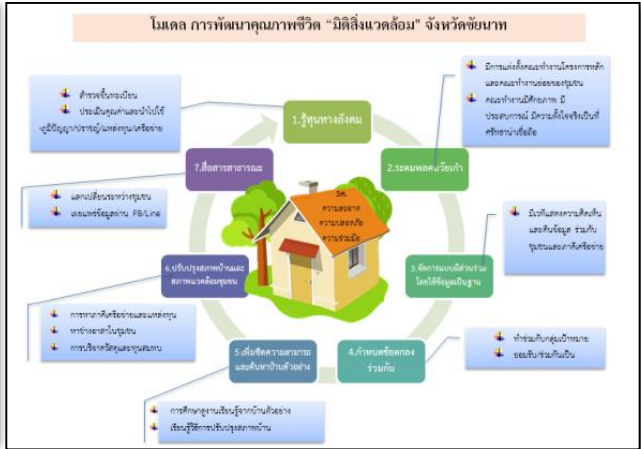 โมเดล การพัฒนาคุณภาพชีวิต “มิติสิ่งแวดล้อม” จังหวัดชัยนาท
1.รู้ทุนทางสังคม
สำรวจขึ้นทะเบียน
ประเมินคุณค่าและนำไปใช้
-ภูมิปัญญา/ปราชญ์/แหล่งทุน/เครือข่าย
2.ระดมพลคนวัยเก๋า
มีการแต่งตั้งคณะทำงานโครงการหลัก
และคณะทำงานย่อยของชุมชน
คณะทำงานมีศักยภาพ มี
ประสบการณ์ มีความตั้งใจจริงเป็นที่
ศรัทธาน่าเชื่อถือ
3.จัดการแบบมีส่วนร่วม
โดยใช้ข้อมูลเป็นฐาน
มีเวทีแสดงความคิดเห็น
และคืนข้อมูล ร่วมกับ
ชุมชนและภาคีเครือข่าย
4.กำหนดข้อตกลง
ร่วมกัน
ทำร่วมกับกลุ่มเป้าหมาย
ยอมรับ/ร่วมกันเป็น
5.เพิ่มขีดความสามารถ
และค้นหาบ้านตัวอย่าง
การศึกษาดูงานเรียนรู้จากบ้านตัวอย่าง
เรียนรู้วิธีการปรับปรุงสภาพบ้าน
6.ปรับปรุงสภาพบ้านและ
สภาพแวดล้อมชุมชน
การหาภาคีเครือข่ายและแหล่งทุน
หาช่างอาสาในชุมชน
การบริจาควัสดุและทุนสมทบ
7.สื่อสารสาธารณะ
แลกเปลี่ยนระหว่างชุมชน
เผยแพร่ข้อมูลผ่าน FB/Line
3ค.
ความสะอาด
ความปลอดภัย
ความร่วมมือ